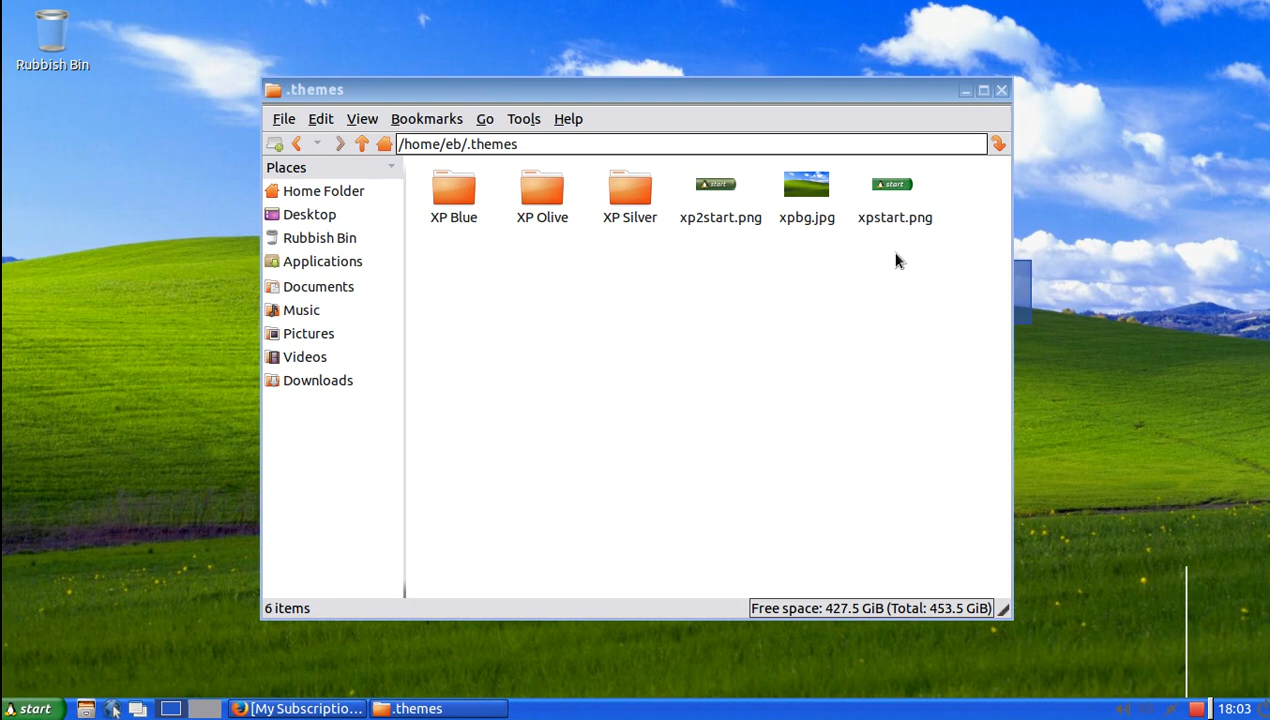 Rubbish Bin
.themes
File Edit View Bookmarks Go Tools Help
/home/eb/.themes
Places
Home Folder
Desktop
Rubbish Bin
Applications
Documents
Music
Pictures
Videos
Downloads
start start
XP Blue XP Olive XP Silver xp2start.png xpbg.jpg xpstart.png
6 items Free space: 427.5 GiB (Total: 453.5 GiB)
start [My Subscriptio... .themes 18:03